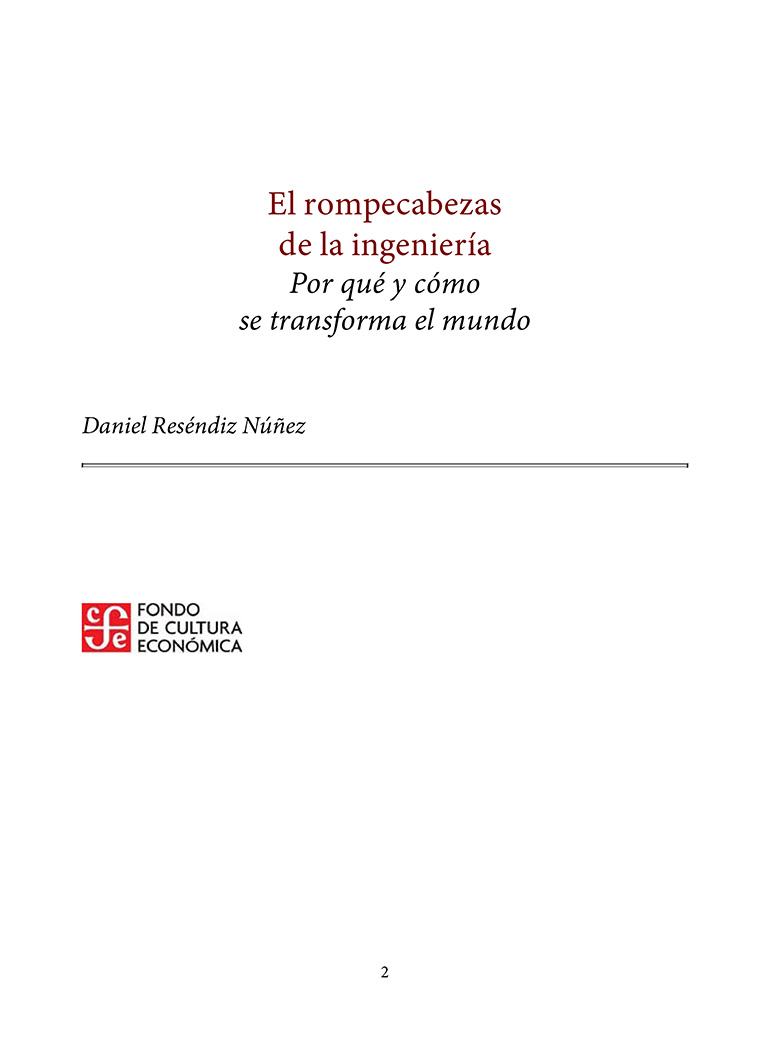 El rompecabezas
de la ingeniería
Por qué y cómo
se transforma el mundo
Daniel Reséndiz Núñez
cfe
FONDO
DE CULTURA
ECONÓMICA
2